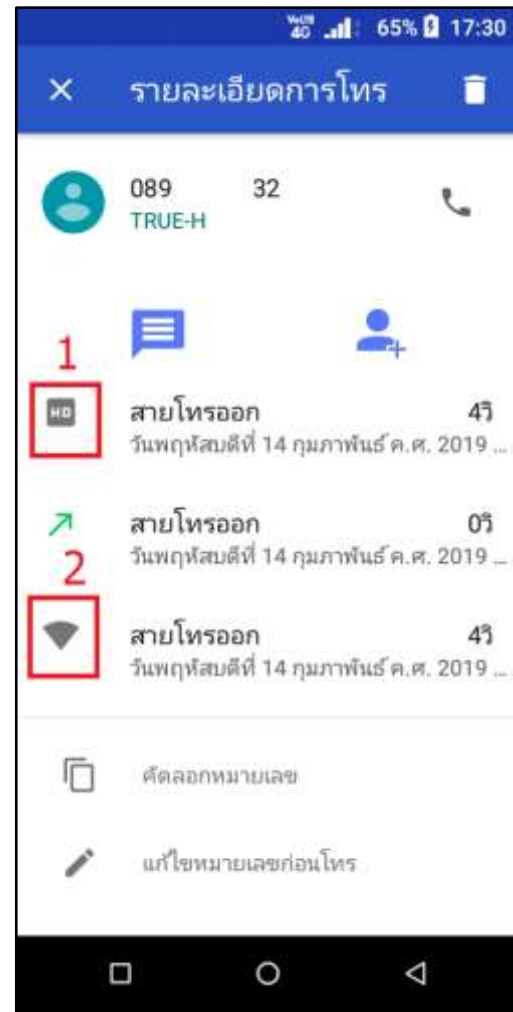 VoLTE 4G 65% 17:30
รายละเอียดการโทร
089 32
TRUE-H
1
HD
สายโทรออก 4วิ
วันพฤหัสบดีที่ 14 กุมภาพันธ์ ค.ศ. 2019 ...
สายโทรออก 0วิ
วันพฤหัสบดีที่ 14 กุมภาพันธ์ ค.ศ. 2019 ...
2
สายโทรออก 4วิ
วันพฤหัสบดีที่ 14 กุมภาพันธ์ ค.ศ. 2019 ...
คัดลอกหมายเลข
แก้ไขหมายเลขก่อนโทร